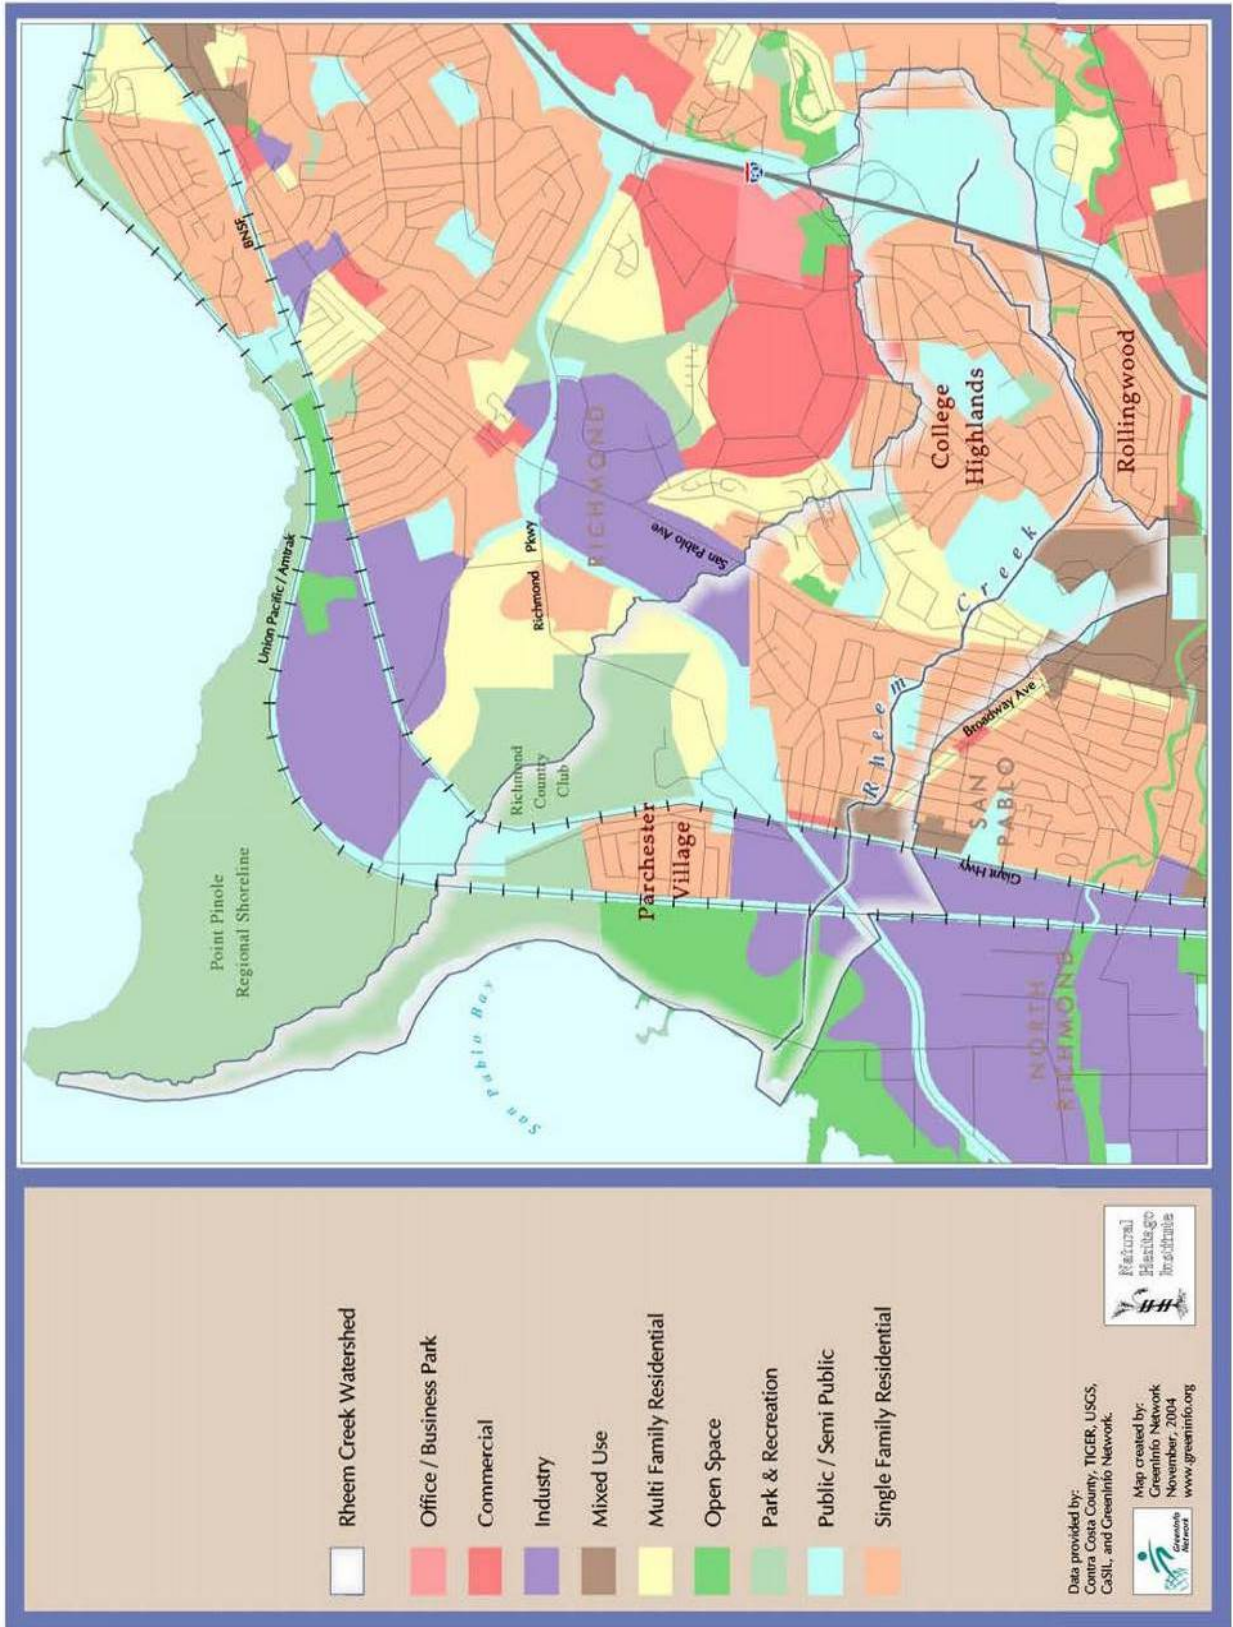 Rheem Creek Watershed
Office / Business Park
Commercial
Industry
Mixed Use
Multi Family Residential
Open Space
Park & Recreation
Public / Semi Public
Single Family Residential
Data provided by:
Contra Costa County, TIGER, USGS,
CaSIL, and GreenInfo Network.
GreenInfo
Network
Map created by:
GreenInfo Network
November, 2004
www.greeninfo.org
Natural
Heritage
Institute
Point Pinole
Regional Shoreline
San Pablo Bay
Union Pacific / Amtrak
BNSF
Richmond
Country
Club
Richmond Pkwy
RICHMOND
San Pablo Ave
80
Parchester
Village
Rheem Creek
College
Highlands
Rollingwood
Broadway Ave
SAN
PABLO
Giant Hwy
NORTH
RICHMOND